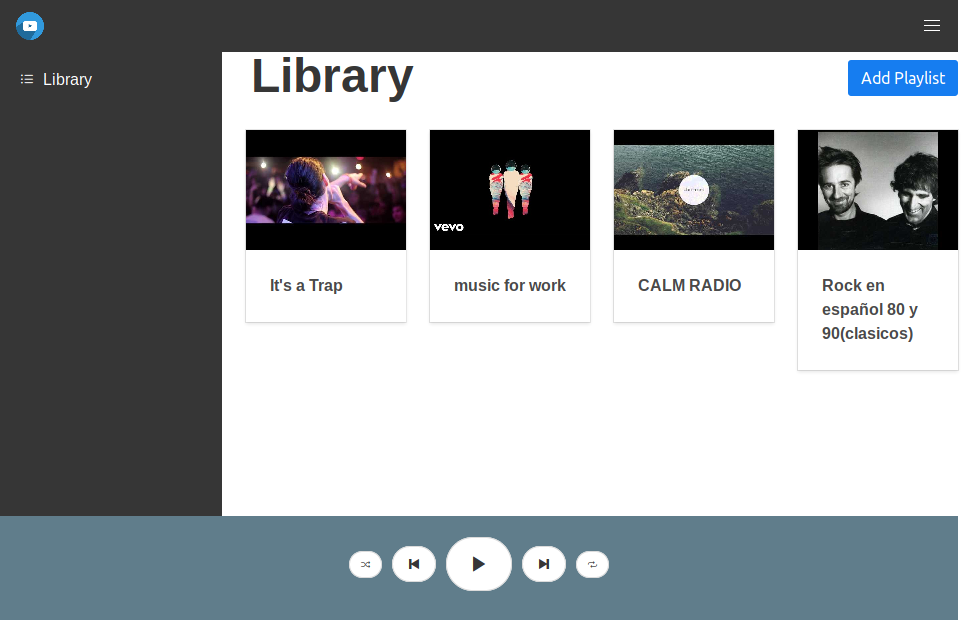 Library
Library
Add Playlist
vevo
It's a Trap
music for work
CALM RADIO
Rock en
español 80 y
90(clasicos)